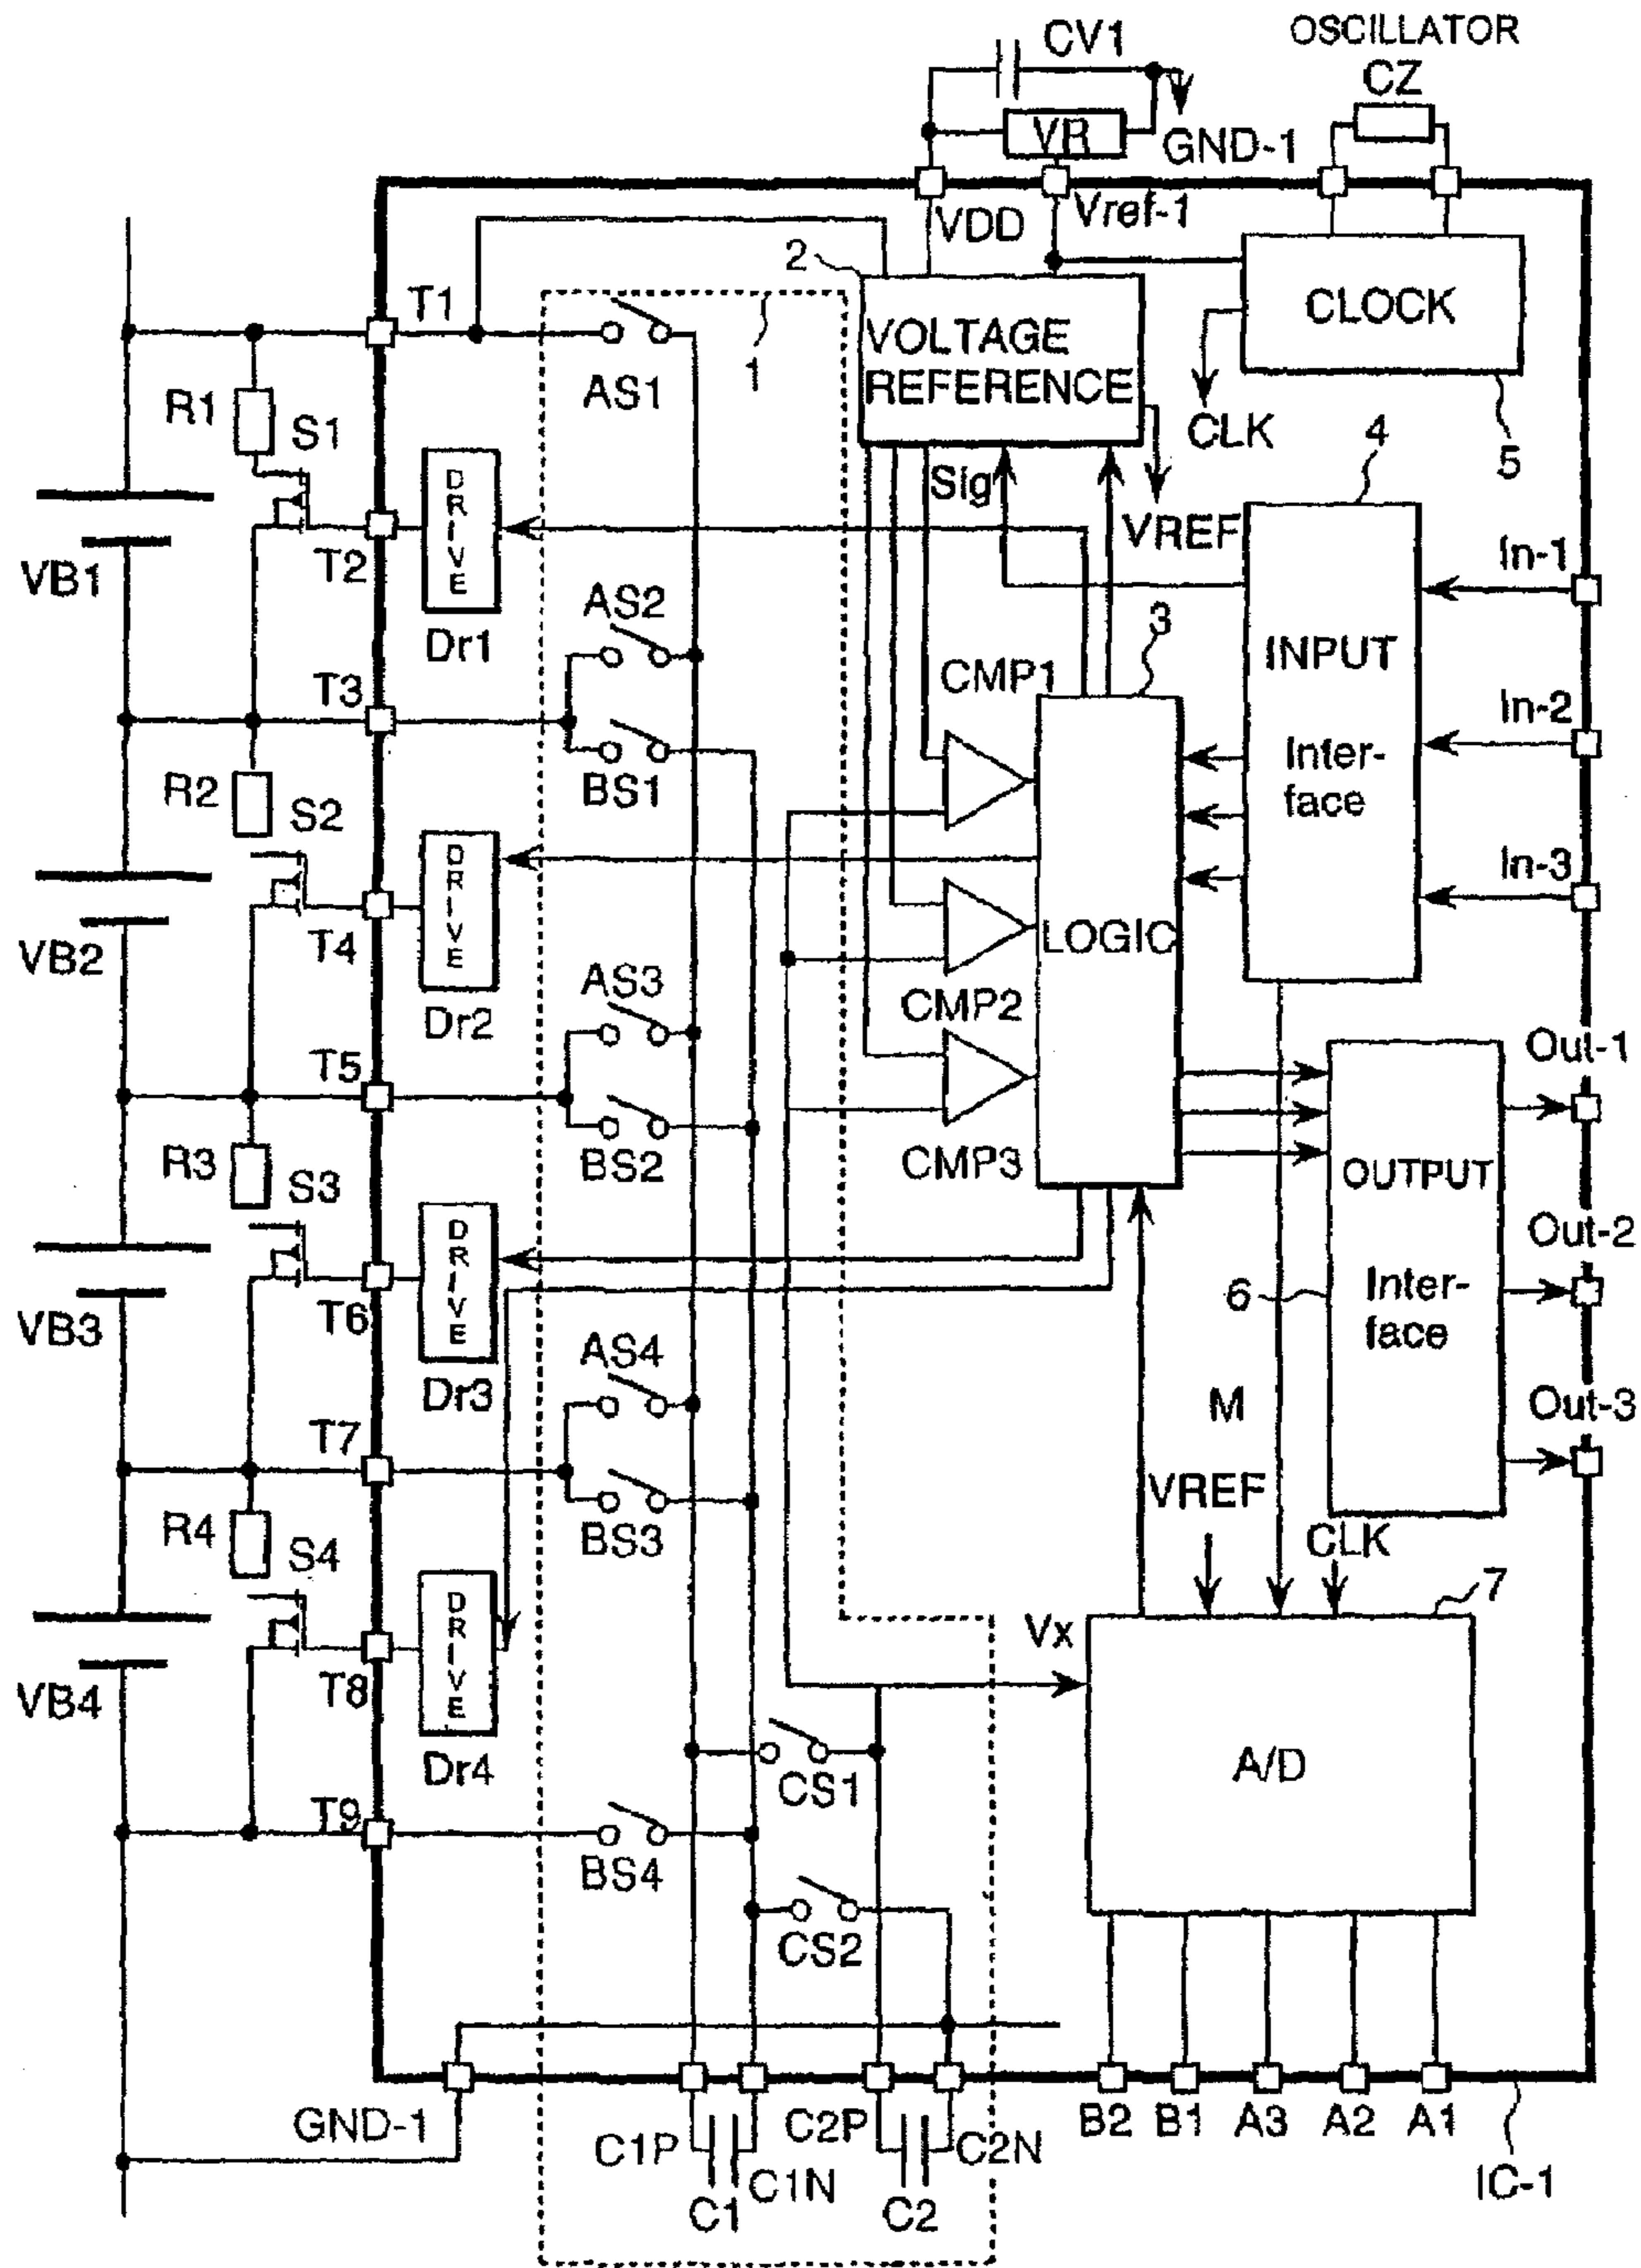 CV1
OSCILLATOR
CZ
VR
GND-1
VDD
Vref-1
2
T1
1
VOLTAGE
REFERENCE
CLOCK
AS1
CLK
5
R1
S1
4
Sig
VREF
DRIVE
T2
VB1
In-1
AS2
Dr1
3
INPUT
Interface
T3
CMP1
In-2
BS1
R2
S2
DRIVE
In-3
T4
VB2
LOGIC
AS3
CMP2
Dr2
Out-1
T5
BS2
R3
S3
CMP3
OUTPUT
Interface
DRIVE
Out-2
T6
VB3
6
AS4
Dr3
M
Out-3
T7
VREF
R4
S4
BS3
CLK
7
DRIVE
Vx
T8
VB4
A/D
Dr4
CS1
T9
BS4
CS2
GND-1
C1P
C1N
C1
C2P
C2N
C2
B2
B1
A3
A2
A1
IC-1